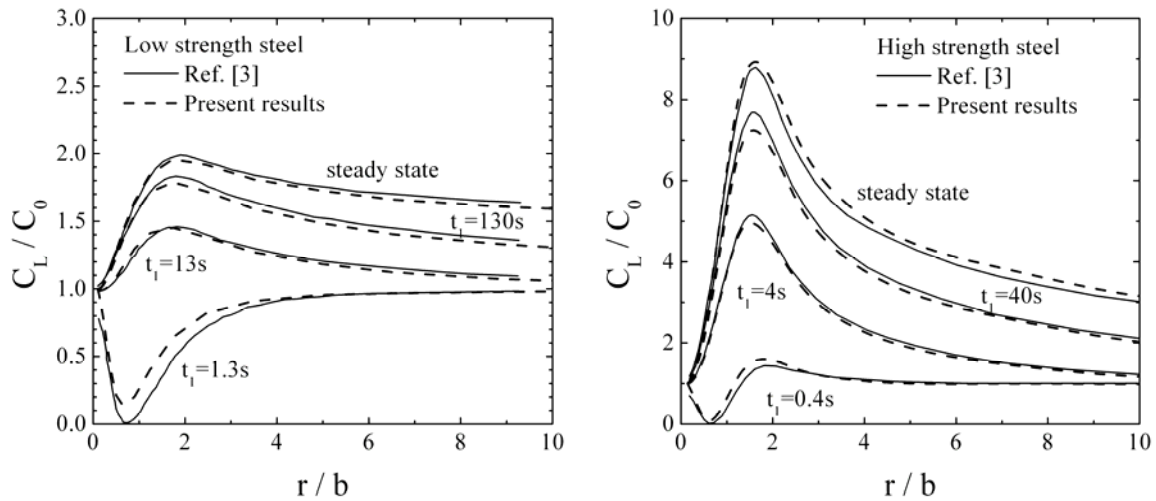 3.0
2.5
2.0
1.5
1.0
0.5
0.0
C_L / C_0
Low strength steel
Ref. [3]
Present results
steady state
t_1=130s
t_1=13s
t_1=1.3s
0 2 4 6 8 10
r / b
10
8
6
4
2
0
C_L / C_0
High strength steel
Ref. [3]
Present results
steady state
t_1=40s
t_1=4s
t_1=0.4s
0 2 4 6 8 10
r / b